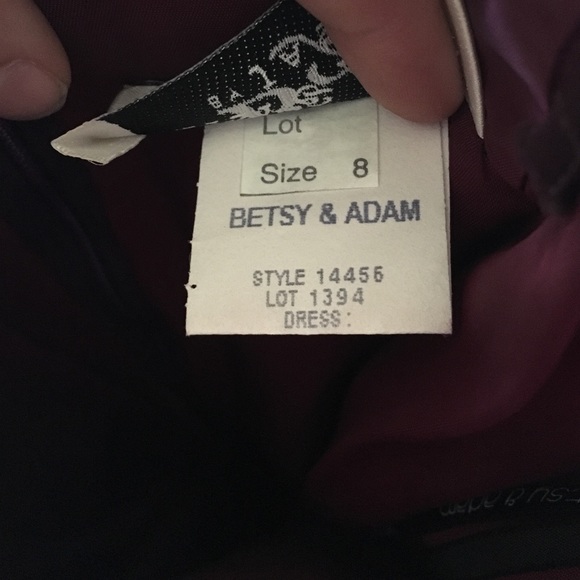 Lot
Size 8
BETSY & ADAM
STYLE 14456
LOT 1394
DRESS: